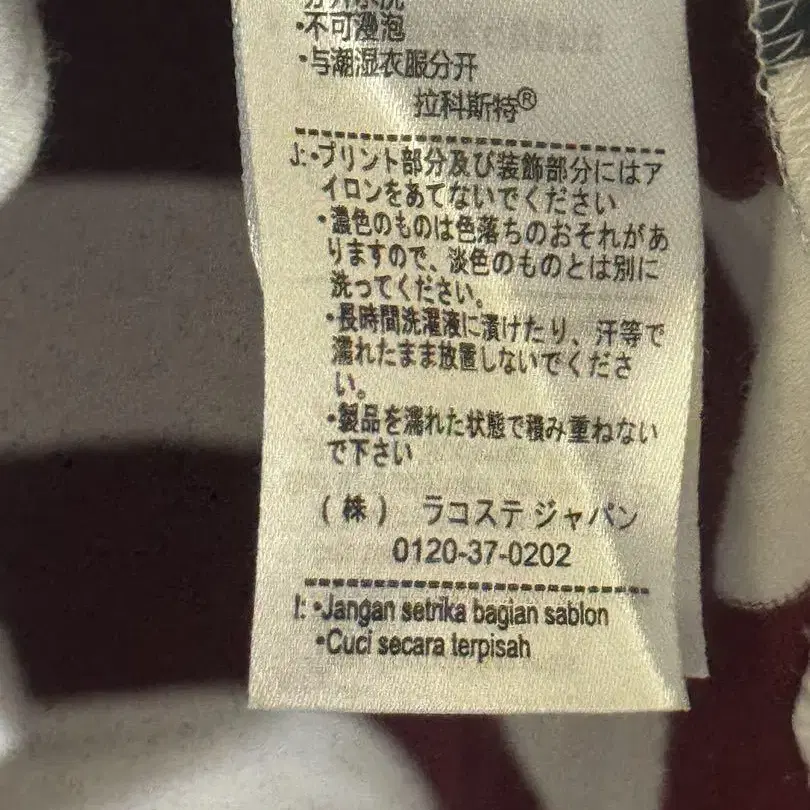 ·不可漫泡
·与潮湿衣服分开
拉科斯特®
J:·プリント部分及び装飾部分にはア
イロンをあてないでください
·濃色のものは色落ちのおそれがあ
りますので、淡色のものとは別に
洗ってください。
·長時間洗濯液に漬けたり、汗等で
濡れたまま放置しないでくださ
い。
·製品を濡れた状態で積み重ねない
で下さい
(株) ラコステ ジャパン
0120-37-0202
I:·Jangan setrika bagian sablon
·Cuci secara terpisah